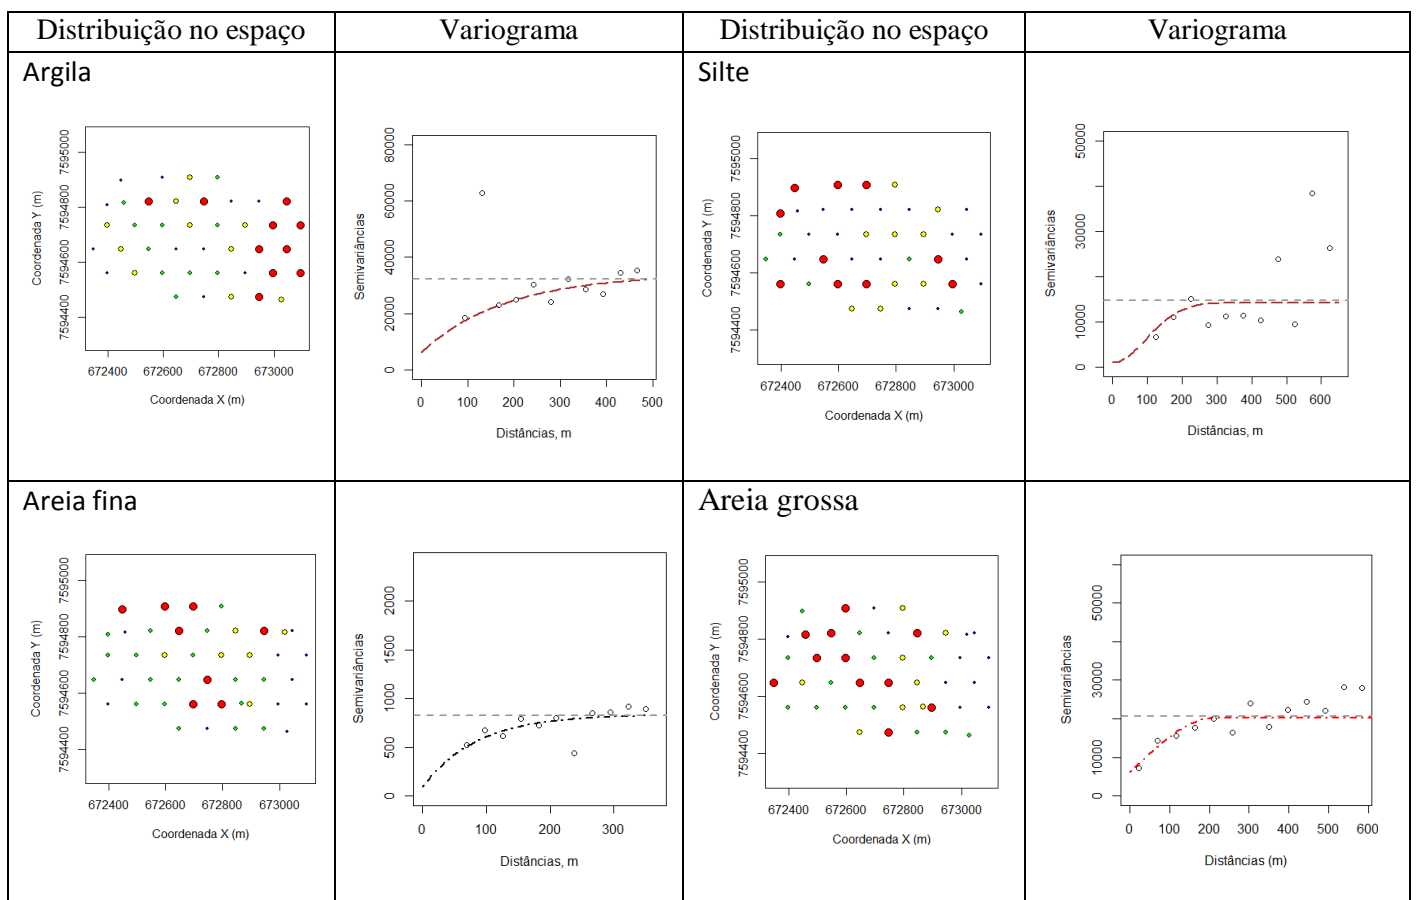 Distribuição no espaço
Variograma
Distribuição no espaço
Variograma
Argila
7594400 7594600 7594800 7595000
Coordenada Y (m)
672400 672600 672800 673000
Coordenada X (m)
0 20000 40000 60000 80000
Semivariâncias
0 100 200 300 400 500
Distâncias, m
Silte
7594400 7594600 7594800 7595000
Coordenada Y (m)
672400 672600 672800 673000
Coordenada X (m)
0 10000 30000 50000
Semivariâncias
0 100 200 300 400 500 600
Distâncias, m
Areia fina
7594400 7594600 7594800 7595000
Coordenada Y (m)
672400 672600 672800 673000
Coordenada X (m)
0 500 1000 1500 2000
Semivariâncias
0 100 200 300
Distâncias, m
Areia grossa
7594400 7594600 7594800 7595000
Coordenada Y (m)
672400 672600 672800 673000
Coordenada X (m)
0 10000 30000 50000
Semivariâncias
0 100 200 300 400 500 600
Distâncias (m)